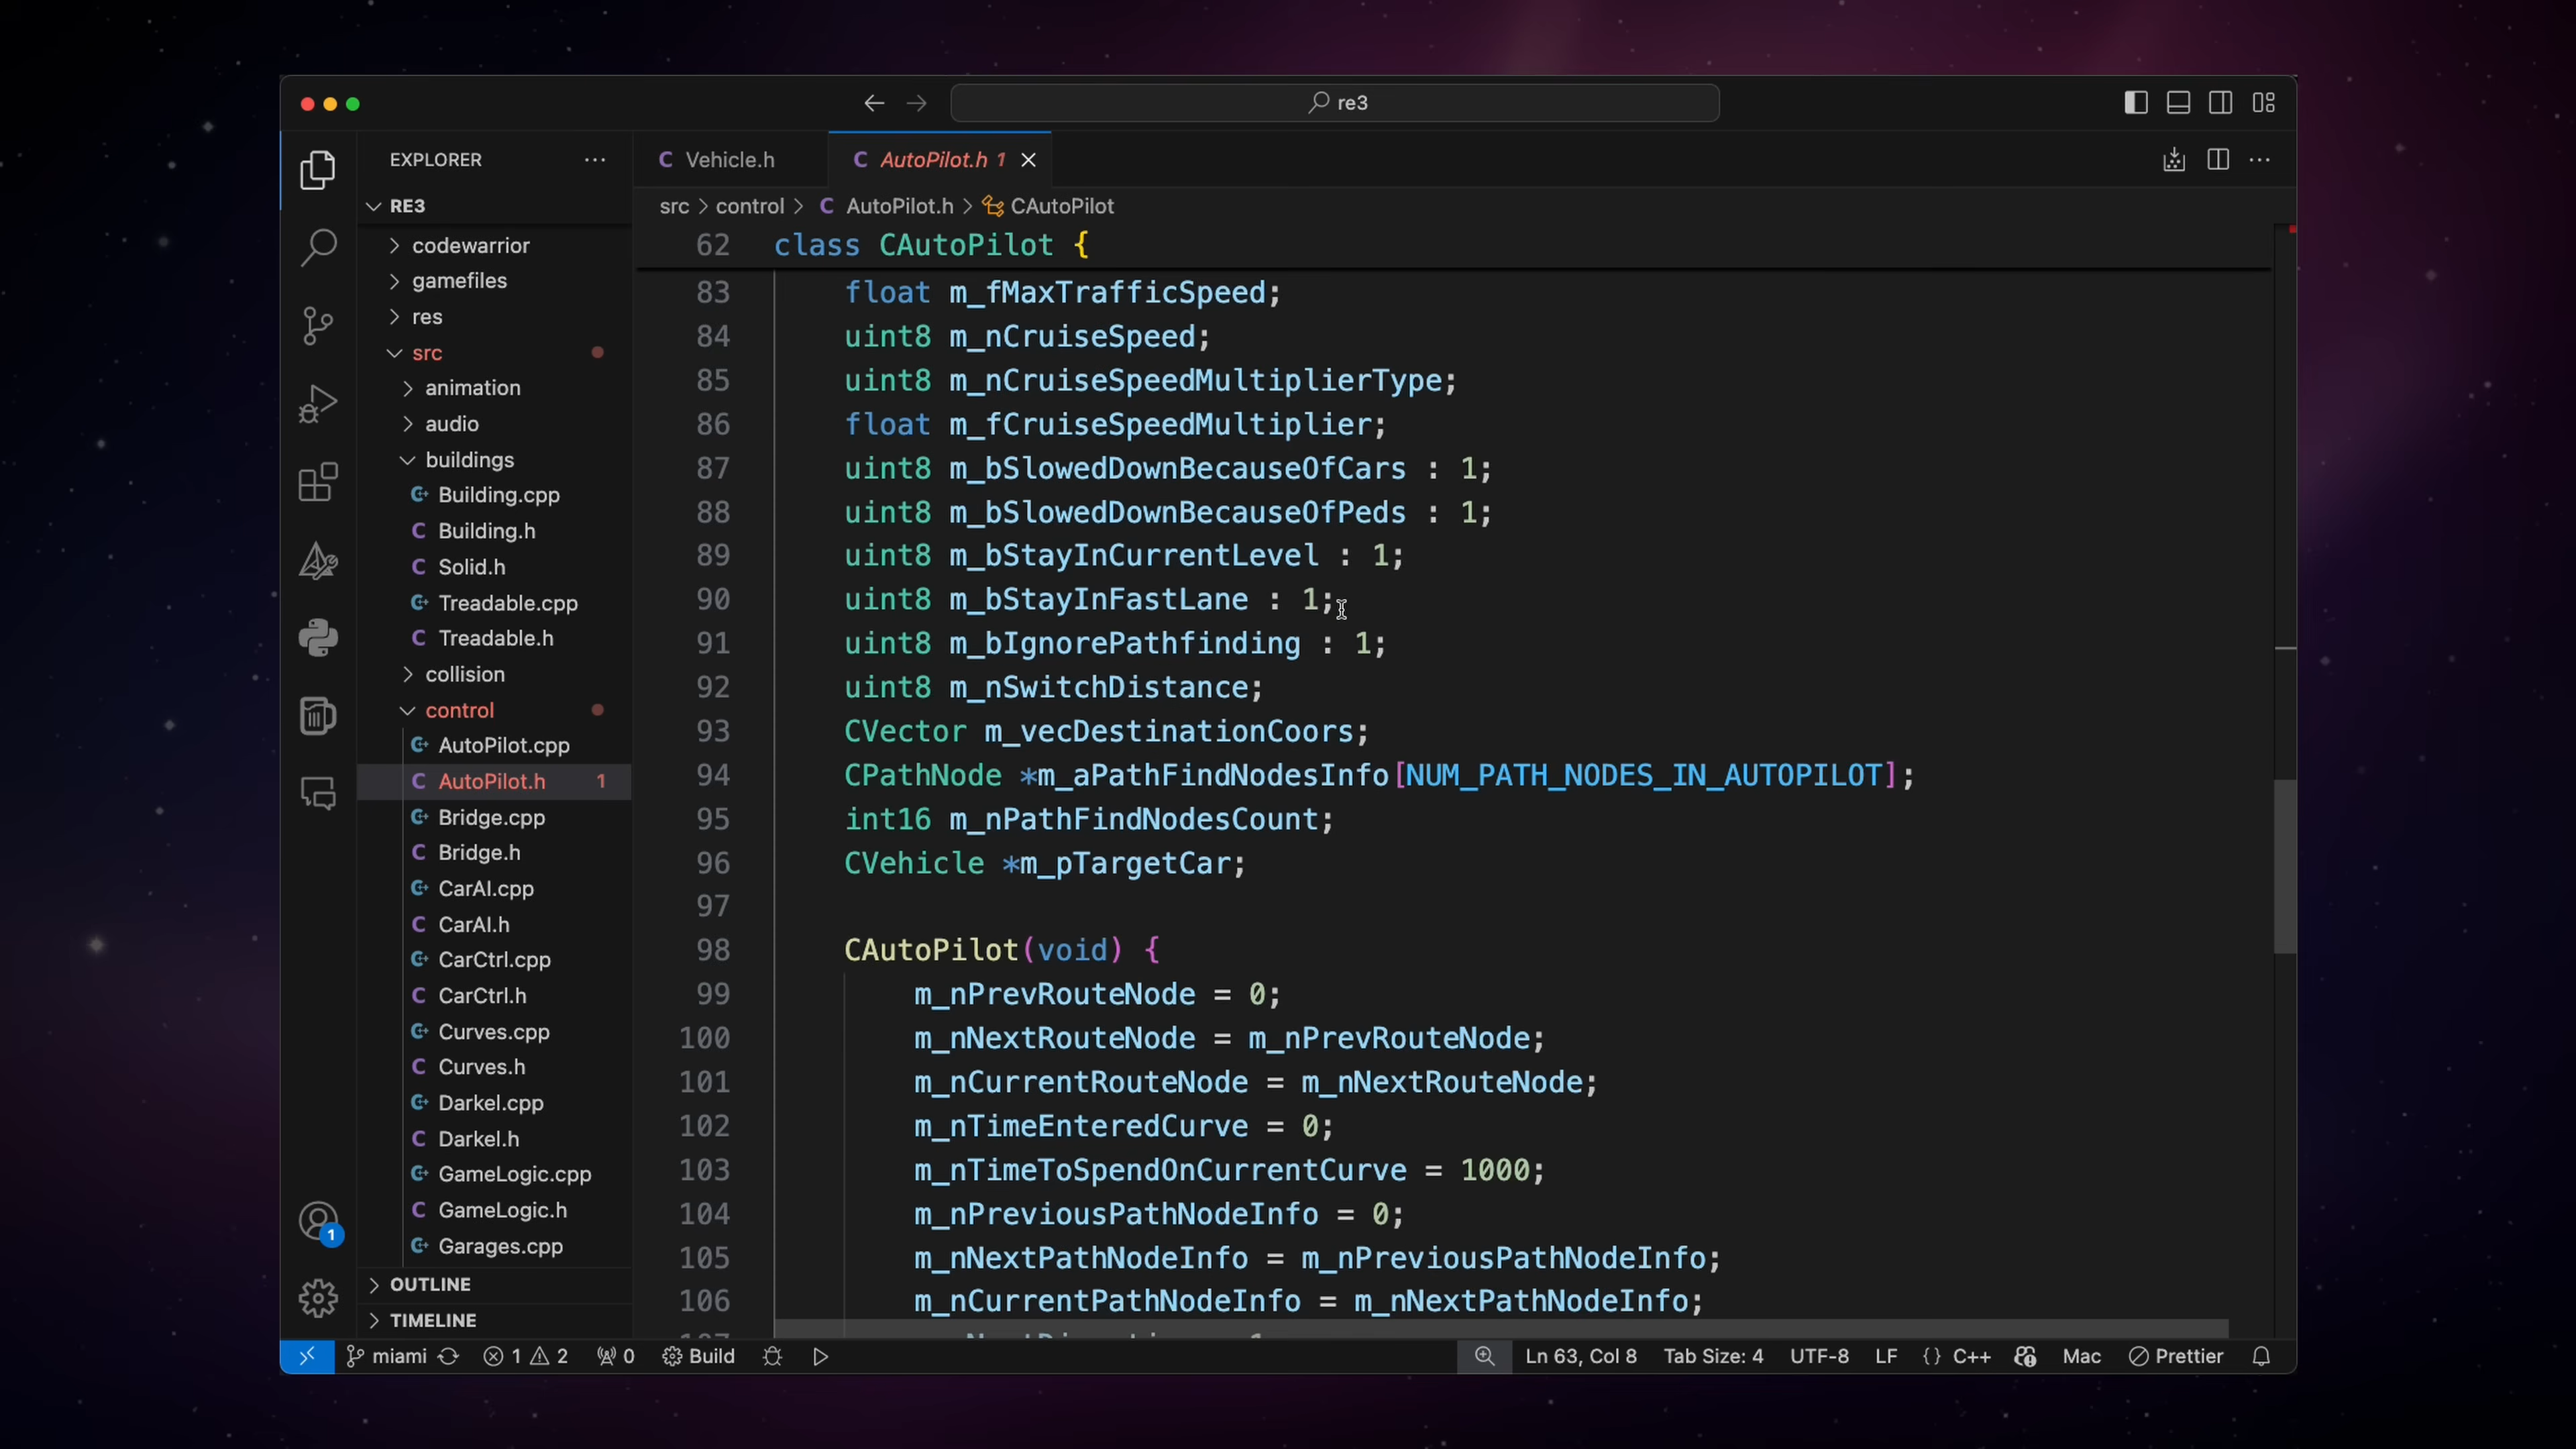 re3
EXPLORER
RE3
codewarrior
gamefiles
res
src
animation
audio
buildings
Building.cpp
Building.h
Solid.h
Treadable.cpp
Treadable.h
collision
control
AutoPilot.cpp
AutoPilot.h 1
Bridge.cpp
Bridge.h
CarAI.cpp
CarAI.h
CarCtrl.cpp
CarCtrl.h
Curves.cpp
Curves.h
Darkel.cpp
Darkel.h
GameLogic.cpp
GameLogic.h
Garages.cpp
OUTLINE
TIMELINE
1
C Vehicle.h
C AutoPilot.h 1
src > control > C AutoPilot.h > CAutoPilot
62 class CAutoPilot {
83 float m_fMaxTrafficSpeed;
84 uint8 m_nCruiseSpeed;
85 uint8 m_nCruiseSpeedMultiplierType;
86 float m_fCruiseSpeedMultiplier;
87 uint8 m_bSlowedDownBecauseOfCars : 1;
88 uint8 m_bSlowedDownBecauseOfPeds : 1;
89 uint8 m_bStayInCurrentLevel : 1;
90 uint8 m_bStayInFastLane : 1;
91 uint8 m_bIgnorePathfinding : 1;
92 uint8 m_nSwitchDistance;
93 CVector m_vecDestinationCoors;
94 CPathNode *m_aPathFindNodesInfo[NUM_PATH_NODES_IN_AUTOPILOT];
95 int16 m_nPathFindNodesCount;
96 CVehicle *m_pTargetCar;
97
98 CAutoPilot(void) {
99 m_nPrevRouteNode = 0;
100 m_nNextRouteNode = m_nPrevRouteNode;
101 m_nCurrentRouteNode = m_nNextRouteNode;
102 m_nTimeEnteredCurve = 0;
103 m_nTimeToSpendOnCurrentCurve = 1000;
104 m_nPreviousPathNodeInfo = 0;
105 m_nNextPathNodeInfo = m_nPreviousPathNodeInfo;
106 m_nCurrentPathNodeInfo = m_nNextPathNodeInfo;
miami 1 2 0 Build Ln 63, Col 8 Tab Size: 4 UTF-8 LF {} C++ Mac Prettier